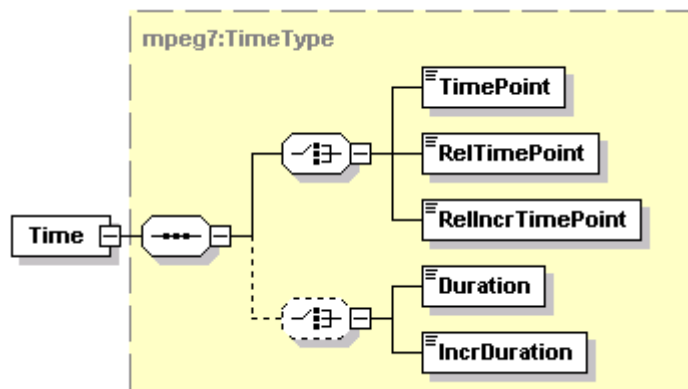 mpeg7:TimeType
TimePoint
RelTimePoint
RelIncrTimePoint
Time
Duration
IncrDuration